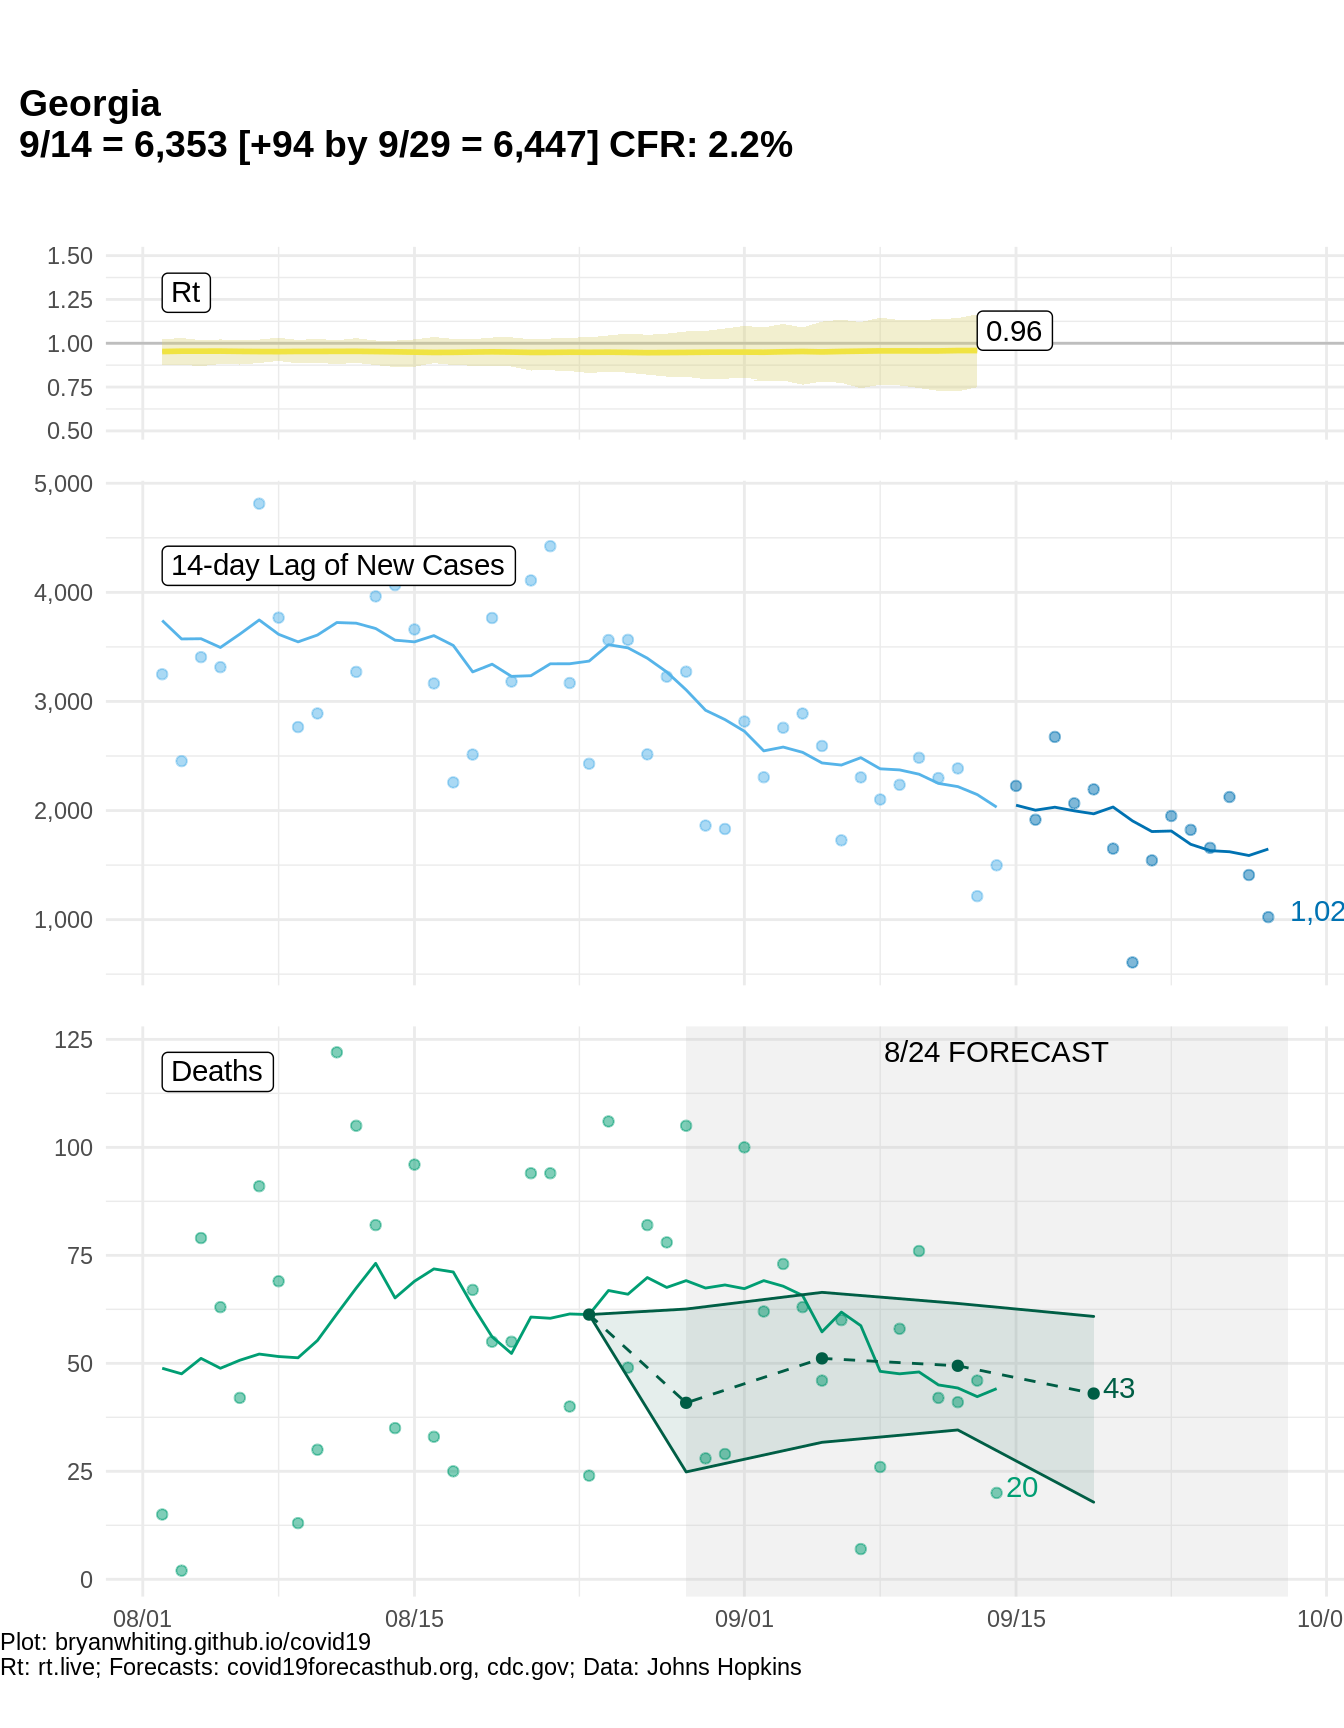 Georgia
9/14 = 6,353 [+94 by 9/29 = 6,447] CFR: 2.2%
1.50
1.25
1.00
0.75
0.50
Rt
0.96
5,000
4,000
3,000
2,000
1,000
14-day Lag of New Cases
1,02
125
100
75
50
25
0
Deaths
8/24 FORECAST
43
20
08/01 08/15 09/01 09/15 10/0
Plot: bryanwhiting.github.io/covid19
Rt: rt.live; Forecasts: covid19forecasthub.org, cdc.gov; Data: Johns Hopkins